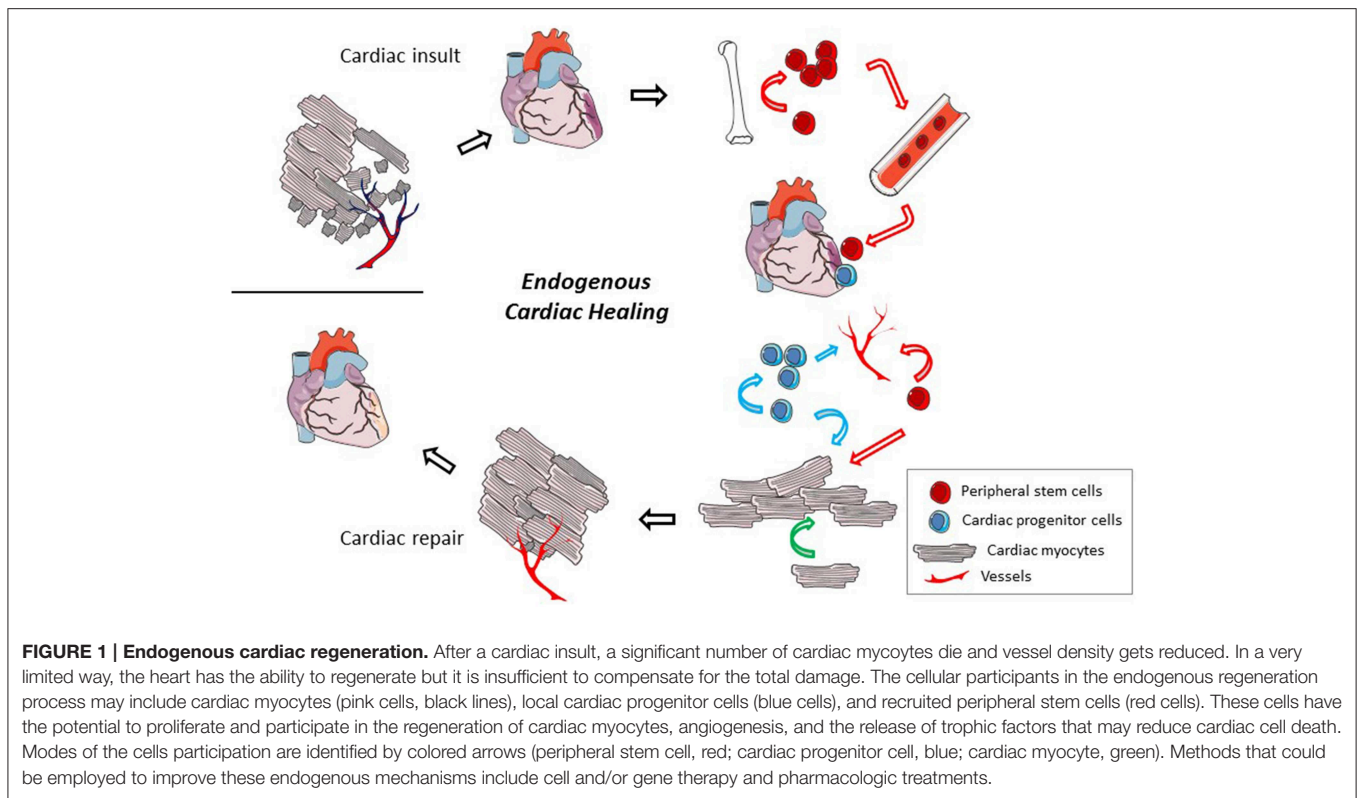 Cardiac insult
Endogenous
Cardiac Healing
Cardiac repair
Peripheral stem cells
Cardiac progenitor cells
Cardiac myocytes
Vessels
FIGURE 1 | Endogenous cardiac regeneration. After a cardiac insult, a significant number of cardiac mycoytes die and vessel density gets reduced. In a very
limited way, the heart has the ability to regenerate but it is insufficient to compensate for the total damage. The cellular participants in the endogenous regeneration
process may include cardiac myocytes (pink cells, black lines), local cardiac progenitor cells (blue cells), and recruited peripheral stem cells (red cells). These cells have
the potential to proliferate and participate in the regeneration of cardiac myocytes, angiogenesis, and the release of trophic factors that may reduce cardiac cell death.
Modes of the cells participation are identified by colored arrows (peripheral stem cell, red; cardiac progenitor cell, blue; cardiac myocyte, green). Methods that could
be employed to improve these endogenous mechanisms include cell and/or gene therapy and pharmacologic treatments.